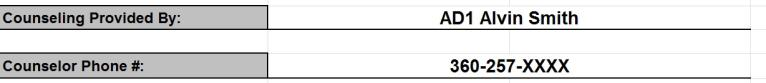 Counseling Provided By: AD1 Alvin Smith
Counselor Phone #: 360-257-XXXX